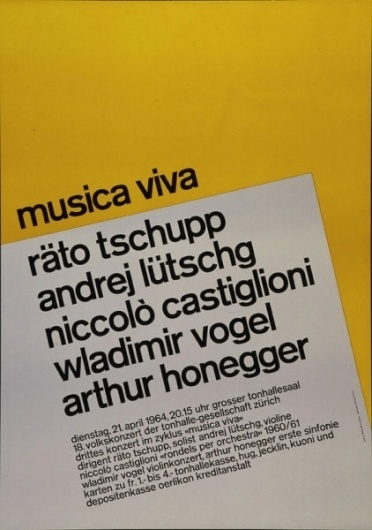 musica viva
räto tschupp
andrej lütschg
niccolò castiglioni
wladimir vogel
arthur honegger
dienstag, 21. april 1964, 20.15 uhr grosser tonhallesaal
18. volkskonzert der tonhalle-gesellschaft zürich
drittes konzert im zyklus «musica viva»
dirigent räto tschupp, solist andrej lütschg, violine
niccolò castiglioni «rondels per orchestra» 1960/61
wladimir vogel violinkonzert, arthur honegger erste sinfonie
karten zu fr. 1.- bis 4.- tonhallekasse, hug, jecklin, kuoni und
depositenkasse oerlikon kreditanstalt